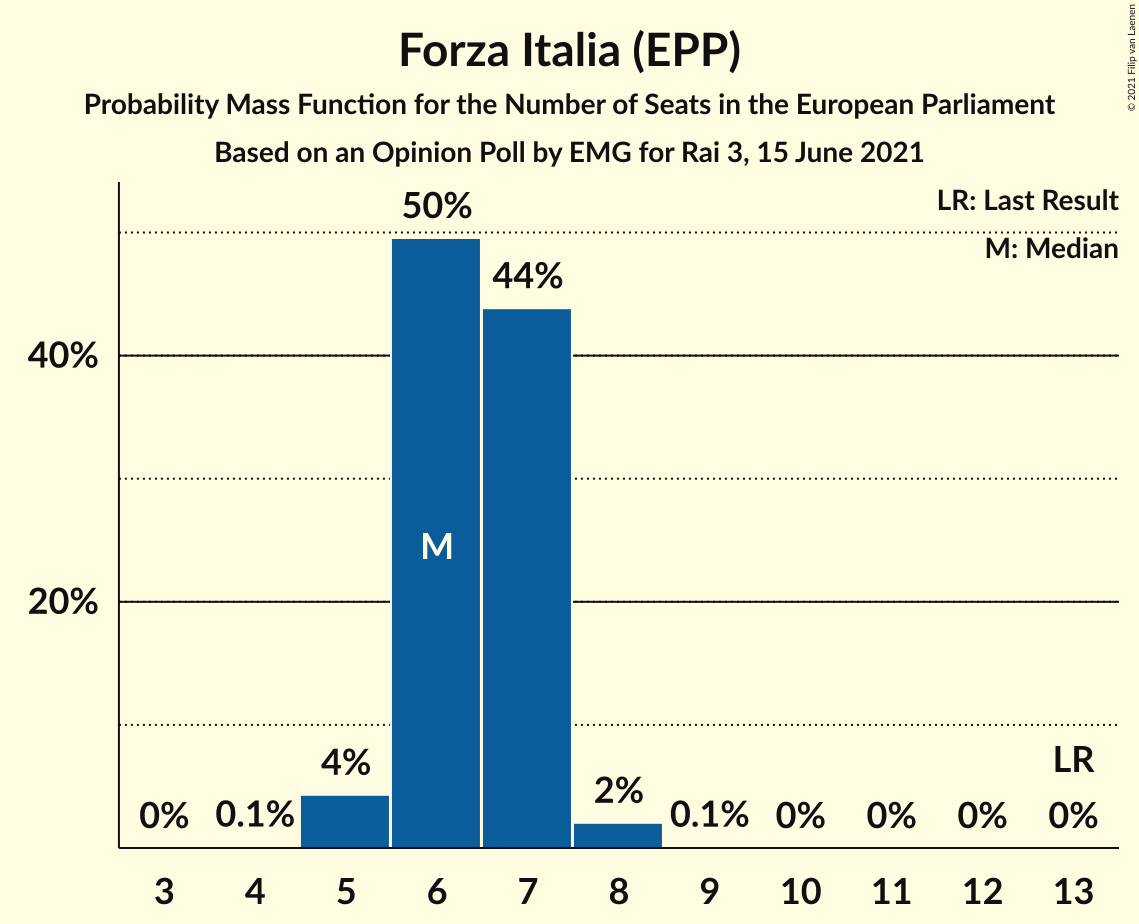 Forza Italia (EPP)
Probability Mass Function for the Number of Seats in the European Parliament
Based on an Opinion Poll by EMG for Rai 3, 15 June 2021
© 2021 Filip van Laenen
LR: Last Result
M: Median
50%
44%
40%
M
20%
LR
4%
2%
0% 0.1% 0.1% 0% 0% 0% 0%
3 4 5 6 7 8 9 10 11 12 13